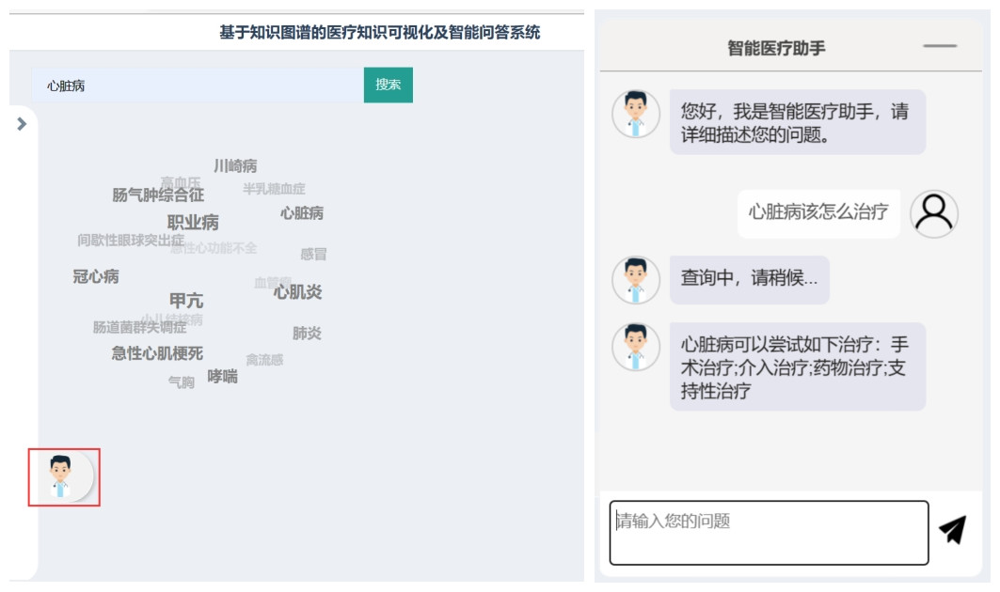 基于知识图谱的医疗知识可视化及智能问答系统
心脏病
搜索
川崎病
高血压
半乳糖血症
肠气肿综合征
心脏病
职业病
间歇性眼球突出症
急性心功能不全
感冒
冠心病
心肌炎
甲亢
小儿结核病
肠道菌群失调症
肺炎
急性心肌梗死
禽流感
哮喘
气胸
智能医疗助手
您好，我是智能医疗助手，请
详细描述您的问题。
心脏病该怎么治疗
查询中，请稍候...
心脏病可以尝试如下治疗：手
术治疗;介入治疗;药物治疗;支
持性治疗
请输入您的问题